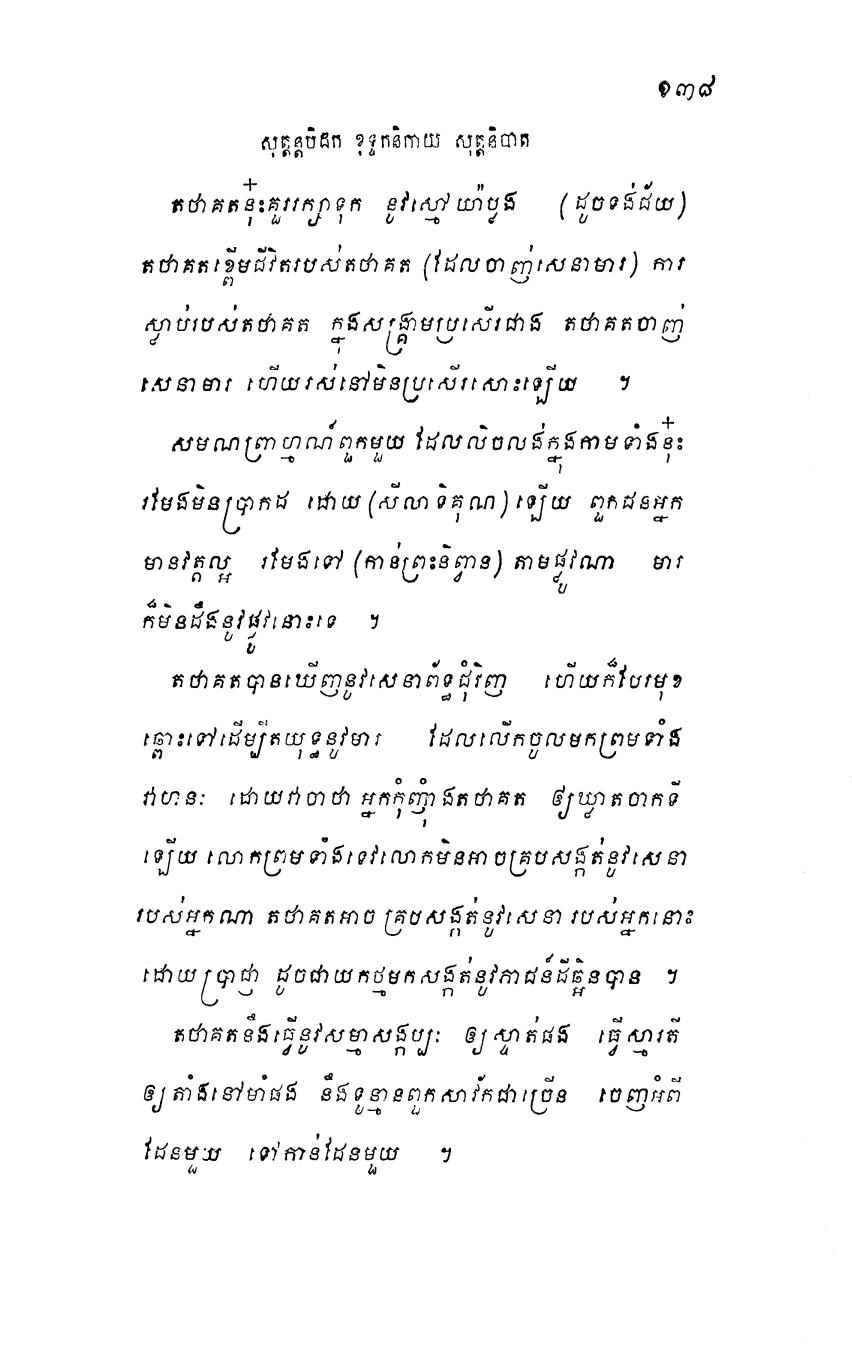 ១៣៨
សុត្តន្តបិដក ខុទ្ទកនិកាយ សុត្តនិបាត
តថាគតនុ៎ះគួររក្សាទុក នូវស្មៅយ៉ាប្លង (ដូចទង់ជ័យ)
តថាគតខ្ពើមជីវិតរបស់តថាគត (ដែលចាញ់សេនាមារ) ការ
ស្លាប់របស់តថាគត ក្នុងសង្គ្រាមប្រសើរជាង តថាគតចាញ់
សេនាមារ ហើយរស់នៅមិនប្រសើរសោះឡើយ ។
សមណព្រាហ្មណ៍ពួកមួយ ដែលលិចលង់ក្នុងកាមទាំងនុ៎ះ
រមែងមិនប្រាកដ ដោយ (សីលាទិគុណ) ឡើយ ពួកជនអ្នក
មានវត្តល្អ រមែងទៅ (កាន់ព្រះនិព្វាន) តាមផ្លូវណា មារ
ក៏មិនដឹងនូវផ្លូវនោះទេ ។
តថាគតបានឃើញនូវសេនាព័ទ្ធជុំវិញ ហើយក៏បែរមុខ
ឆ្ពោះទៅដើម្បីតយុទ្ធនូវមារ ដែលលើកចូលមកព្រមទាំង
វាហនៈ ដោយវាចាថា អ្នកកុំញុំាងតថាគត ឲ្យឃ្លាតចាកទី
ឡើយ លោកព្រមទាំងទេវលោកមិនអាចគ្របសង្កត់នូវសេនា
របស់អ្នកណា តថាគតអាច គ្របសង្កត់នូវសេនា របស់អ្នកនោះ
ដោយប្រាជ្ញា ដូចជាយកថ្មមកសង្កត់នូវភាជន៍ដីឆ្អិនបាន ។
តថាគតនឹងធ្វើនូវសម្មាសង្កប្បៈ ឲ្យស្ទាត់ផង ធ្វើស្មារតី
ឲ្យតាំងនៅមាំផង នឹងទូន្មានពួកសាវ័កជាច្រើន ចេញអំពី
ដែនមួយ ទៅកាន់ដែនមួយ ។